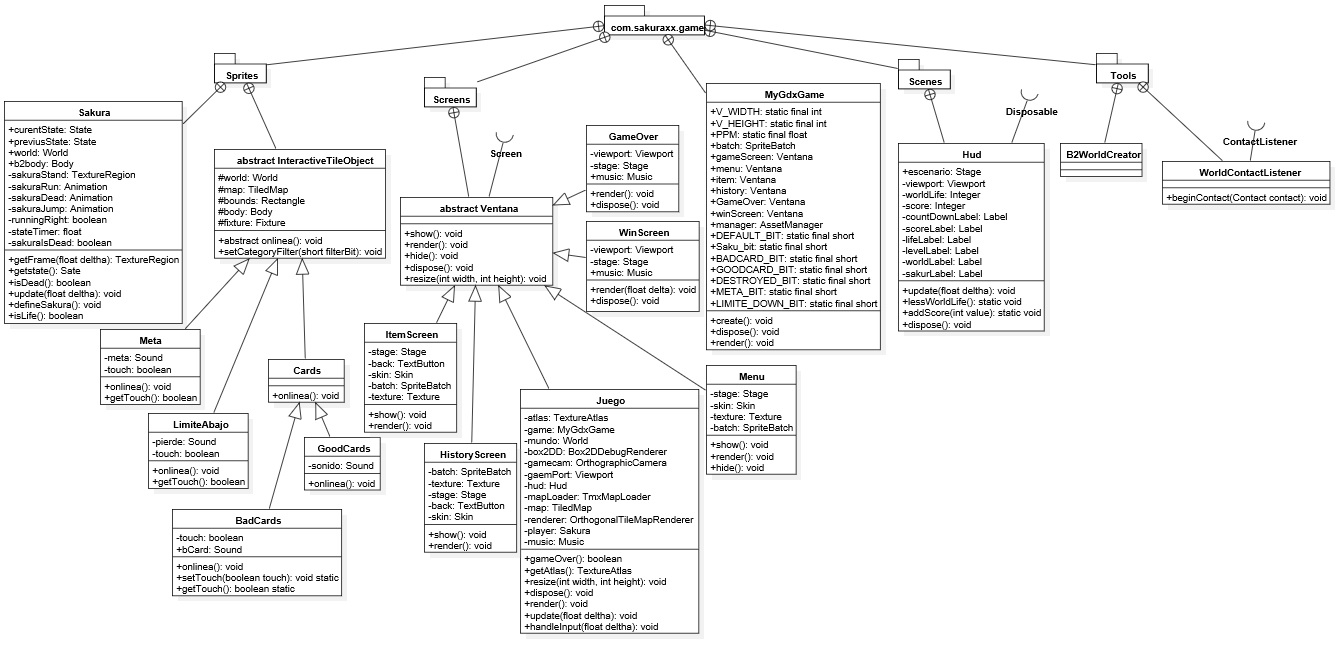 com.sakuraxx.game
Sprites
Screens
Scenes
Tools
Sakura
+curentState: State
+previusState: State
+world: World
+b2body: Body
-sakuraStand: TextureRegion
-sakuraRun: Animation
-sakuraDead: Animation
-sakuraJump: Animation
-runningRight: boolean
-stateTimer: float
-sakuraIsDead: boolean
+getFrame(float deltha): TextureRegion
+getstate(): Sate
+isDead(): boolean
+update(float deltha): void
+defineSakura(): void
+isLife(): boolean
abstract InteractiveTileObject
#world: World
#map: TiledMap
#bounds: Rectangle
#body: Body
#fixture: Fixture
+abstract onlinea(): void
+setCategoryFilter(short filterBit): void
Meta
-meta: Sound
-touch: boolean
+onlinea(): void
+getTouch(): boolean
LimiteAbajo
-pierde: Sound
-touch: boolean
+onlinea(): void
+getTouch(): boolean
Cards
+onlinea(): void
GoodCards
-sonido: Sound
+onlinea(): void
BadCards
-touch: boolean
+bCard: Sound
+onlinea(): void
+setTouch(boolean touch): void static
+getTouch(): boolean static
Screen
abstract Ventana
+show(): void
+render(): void
+hide(): void
+dispose(): void
+resize(int width, int height): void
GameOver
-viewport: Viewport
-stage: Stage
+music: Music
+render(): void
+dispose(): void
WinScreen
-viewport: Viewport
-stage: Stage
+music: Music
+render(float delta): void
+dispose(): void
ItemScreen
-stage: Stage
-back: TextButton
-skin: Skin
-batch: SpriteBatch
-texture: Texture
+show(): void
+render(): void
HistoryScreen
-batch: SpriteBatch
-texture: Texture
-stage: Stage
-back: TextButton
-skin: Skin
+show(): void
+render(): void
Juego
-atlas: TextureAtlas
-game: MyGdxGame
-mundo: World
-box2DD: Box2DDebugRenderer
-gamecam: OrthographicCamera
-gaemPort: Viewport
-hud: Hud
-mapLoader: TmxMapLoader
-map: TiledMap
-renderer: OrthogonalTileMapRenderer
-player: Sakura
-music: Music
+gameOver(): boolean
+getAtlas(): TextureAtlas
+resize(int width, int height): void
+dispose(): void
+render(): void
+update(float deltha): void
+handleInput(float deltha): void
Menu
-stage: Stage
-skin: Skin
-texture: Texture
-batch: SpriteBatch
+show(): void
+render(): void
+hide(): void
MyGdxGame
+V_WIDTH: static final int
+V_HEIGHT: static final int
+PPM: static final float
+batch: SpriteBatch
+gameScreen: Ventana
+menu: Ventana
+item: Ventana
+history: Ventana
+GameOver: Ventana
+winScreen: Ventana
+manager: AssetManager
+DEFAULT_BIT: static final short
+Saku_bit: static final short
+BADCARD_BIT: static final short
+GOODCARD_BIT: static final short
+DESTROYED_BIT: static final short
+META_BIT: static final short
+LIMITE_DOWN_BIT: static final short
+create(): void
+dispose(): void
+render(): void
Disposable
Hud
+escenario: Stage
-viewport: Viewport
-worldLife: Integer
-score: Integer
-countDownLabel: Label
-scoreLabel: Label
-lifeLabel: Label
-levelLabel: Label
-worldLabel: Label
-sakurLabel: Label
+update(float deltha): void
+lessWorldLife(): static void
+addScore(int value): static void
+dispose(): void
B2WorldCreator
ContactListener
WorldContactListener
+beginContact(Contact contact): void